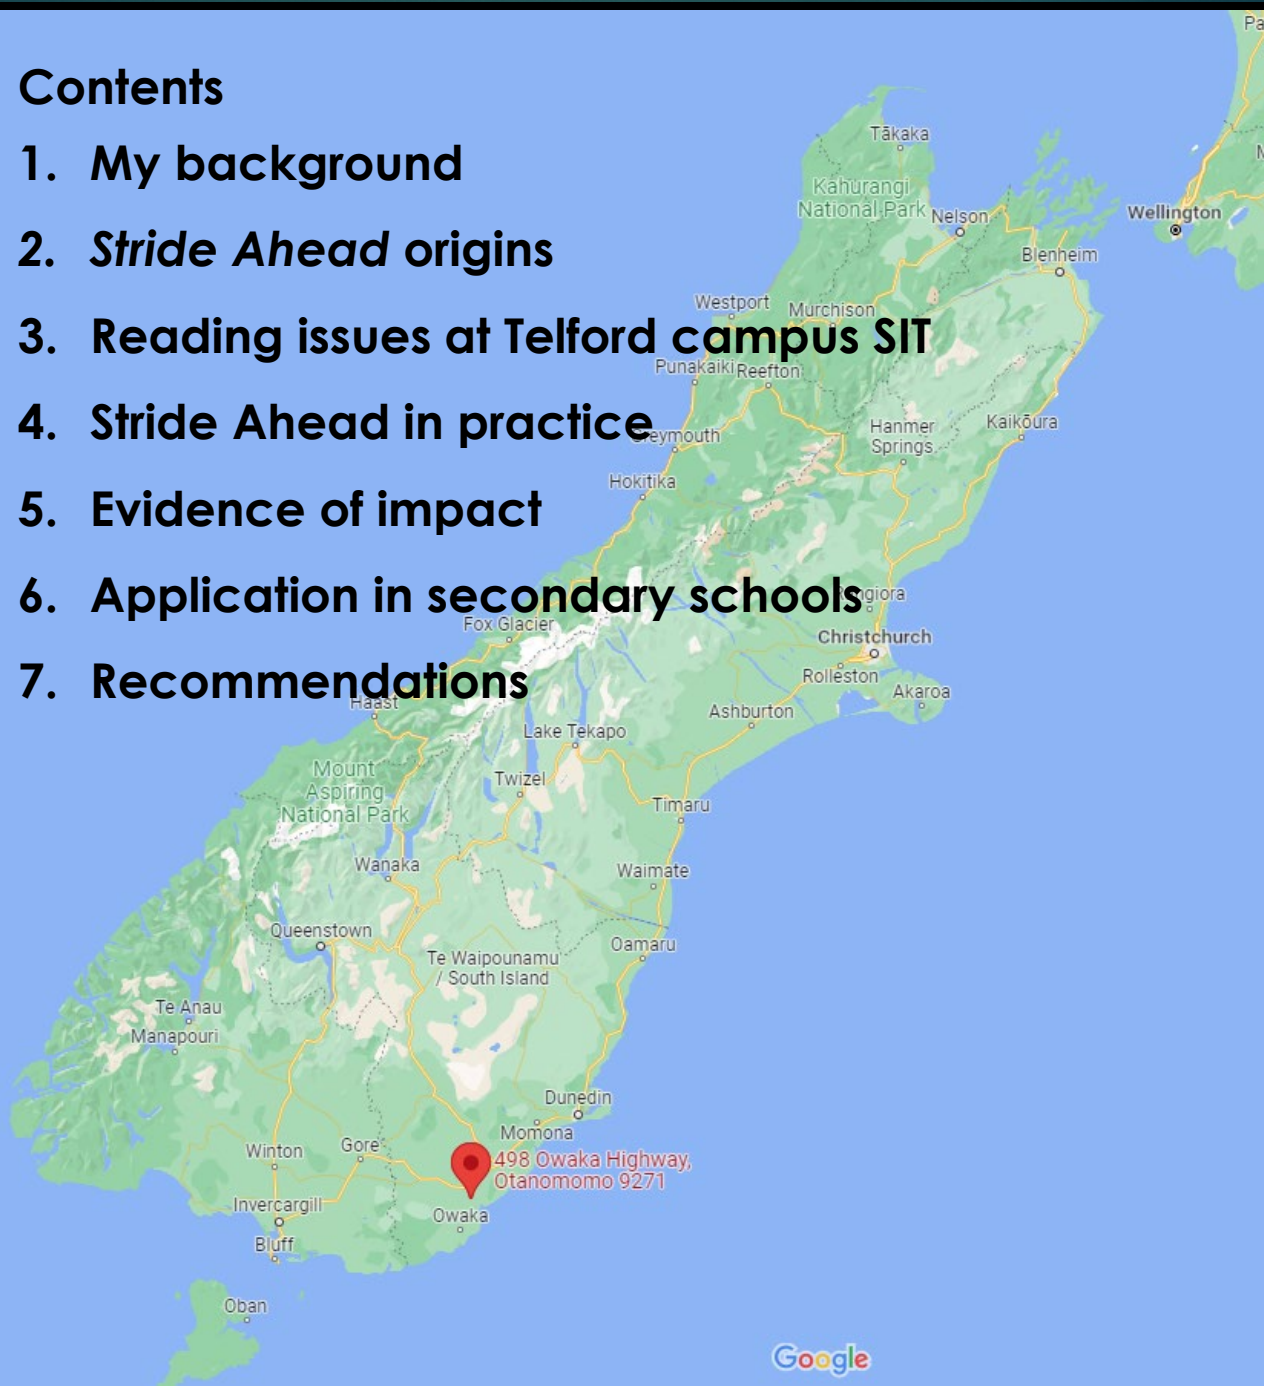 Pa
Contents
1. My background
2. Stride Ahead origins
3. Reading issues at Telford campus SIT
4. Stride Ahead in practice
5. Evidence of impact
6. Application in secondary schools
7. Recommendations
Tākaka
Kahurangi
National Park
Nelson
Wellington
Blenheim
Westport
Murchison
Punakaiki
Reefton
eymouth
Hanmer
Springs
Kaikōura
Hokitika
giora
Fox Glacier
Christchurch
Rolleston
Akaroa
Haast
Ashburton
Lake Tekapo
Mount
Aspiring
National Park
Twizel
Timaru
Wanaka
Waimate
Queenstown
Oamaru
Te Waipounamu
/ South Island
Te Anau
Manapouri
Dunedin
Momona
Winton
Gore
498 Owaka Highway,
Otanomomo 9271
Invercargill
Owaka
Bluff
Oban
Google